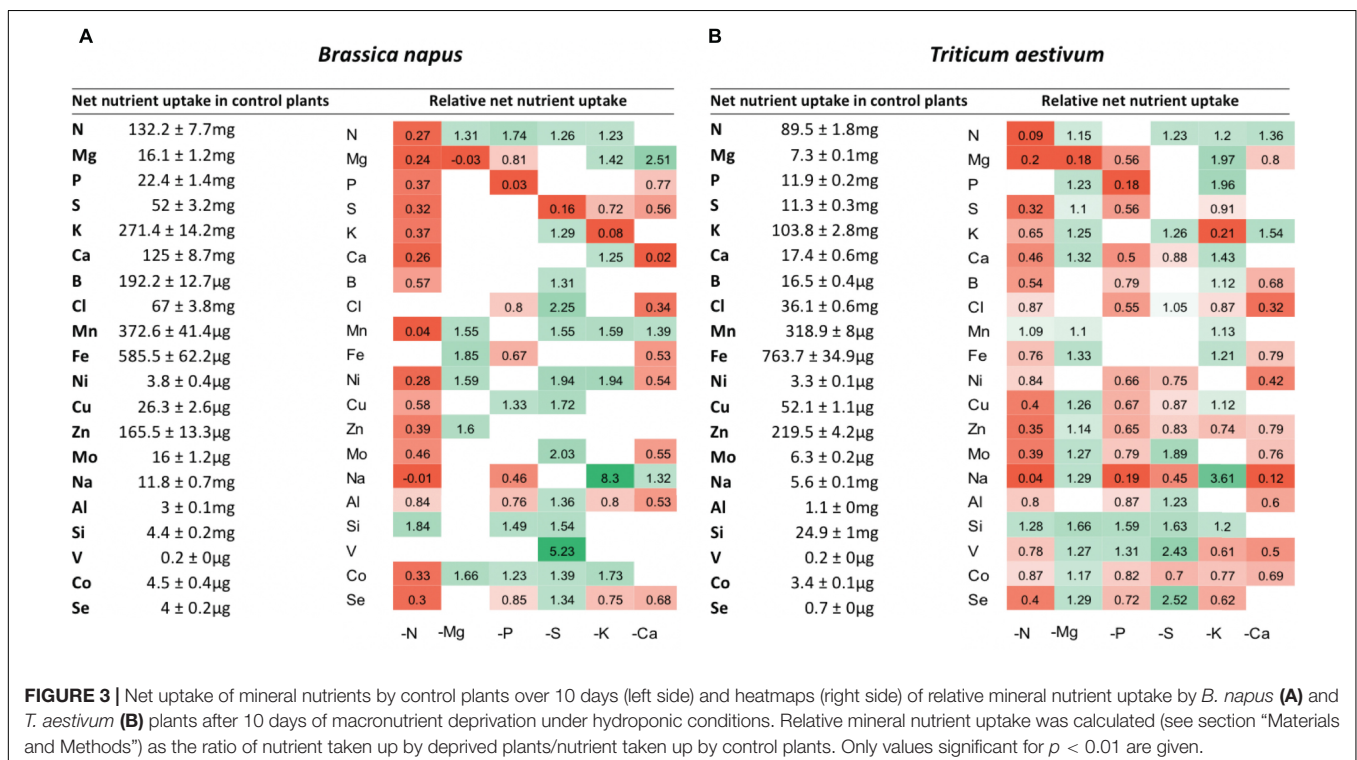 A
Brassica napus
Net nutrient uptake in control plants Relative net nutrient uptake
N 132.2 ± 7.7mg N 0.27 1.31 1.74 1.26 1.23
Mg 16.1 ± 1.2mg Mg 0.24 -0.03 0.81 1.42 2.51
P 22.4 ± 1.4mg P 0.37 0.03 0.77
S 52 ± 3.2mg S 0.32 0.16 0.72 0.56
K 271.4 ± 14.2mg K 0.37 1.29 0.08
Ca 125 ± 8.7mg Ca 0.26 1.25 0.02
B 192.2 ± 12.7µg B 0.57 1.31
Cl 67 ± 3.8mg Cl 0.8 2.25 0.34
Mn 372.6 ± 41.4µg Mn 0.04 1.55 1.55 1.59 1.39
Fe 585.5 ± 62.2µg Fe 1.85 0.67 0.53
Ni 3.8 ± 0.4µg Ni 0.28 1.59 1.94 1.94 0.54
Cu 26.3 ± 2.6µg Cu 0.58 1.33 1.72
Zn 165.5 ± 13.3µg Zn 0.39 1.6
Mo 16 ± 1.2µg Mo 0.46 2.03 0.55
Na 11.8 ± 0.7mg Na -0.01 0.46 8.3 1.32
Al 3 ± 0.1mg Al 0.84 0.76 1.36 0.8 0.53
Si 4.4 ± 0.2mg Si 1.84 1.49 1.54
V 0.2 ± 0µg V 5.23
Co 4.5 ± 0.4µg Co 0.33 1.66 1.23 1.39 1.73
Se 4 ± 0.2µg Se 0.3 0.85 1.34 0.75 0.68
-N -Mg -P -S -K -Ca
B
Triticum aestivum
Net nutrient uptake in control plants Relative net nutrient uptake
N 89.5 ± 1.8mg N 0.09 1.15 1.23 1.2 1.36
Mg 7.3 ± 0.1mg Mg 0.2 0.18 0.56 1.97 0.8
P 11.9 ± 0.2mg P 1.23 0.18 1.96
S 11.3 ± 0.3mg S 0.32 1.1 0.56 0.91
K 103.8 ± 2.8mg K 0.65 1.25 1.26 0.21 1.54
Ca 17.4 ± 0.6mg Ca 0.46 1.32 0.5 0.88 1.43
B 16.5 ± 0.4µg B 0.54 0.79 1.12 0.68
Cl 36.1 ± 0.6mg Cl 0.87 0.55 1.05 0.87 0.32
Mn 318.9 ± 8µg Mn 1.09 1.1 1.13
Fe 763.7 ± 34.9µg Fe 0.76 1.33 1.21 0.79
Ni 3.3 ± 0.1µg Ni 0.84 0.66 0.75 0.42
Cu 52.1 ± 1.1µg Cu 0.4 1.26 0.67 0.87 1.12
Zn 219.5 ± 4.2µg Zn 0.35 1.14 0.65 0.83 0.74 0.79
Mo 6.3 ± 0.2µg Mo 0.39 1.27 0.79 1.89 0.76
Na 5.6 ± 0.1mg Na 0.04 1.29 0.19 0.45 3.61 0.12
Al 1.1 ± 0mg Al 0.8 0.87 1.23 0.6
Si 24.9 ± 1mg Si 1.28 1.66 1.59 1.63 1.2
V 0.2 ± 0µg V 0.78 1.27 1.31 2.43 0.61 0.5
Co 3.4 ± 0.1µg Co 0.87 1.17 0.82 0.7 0.77 0.69
Se 0.7 ± 0µg Se 0.4 1.29 0.72 2.52 0.62
-N -Mg -P -S -K -Ca
FIGURE 3 | Net uptake of mineral nutrients by control plants over 10 days (left side) and heatmaps (right side) of relative mineral nutrient uptake by B. napus (A) and
T. aestivum (B) plants after 10 days of macronutrient deprivation under hydroponic conditions. Relative mineral nutrient uptake was calculated (see section “Materials
and Methods”) as the ratio of nutrient taken up by deprived plants/nutrient taken up by control plants. Only values significant for p < 0.01 are given.